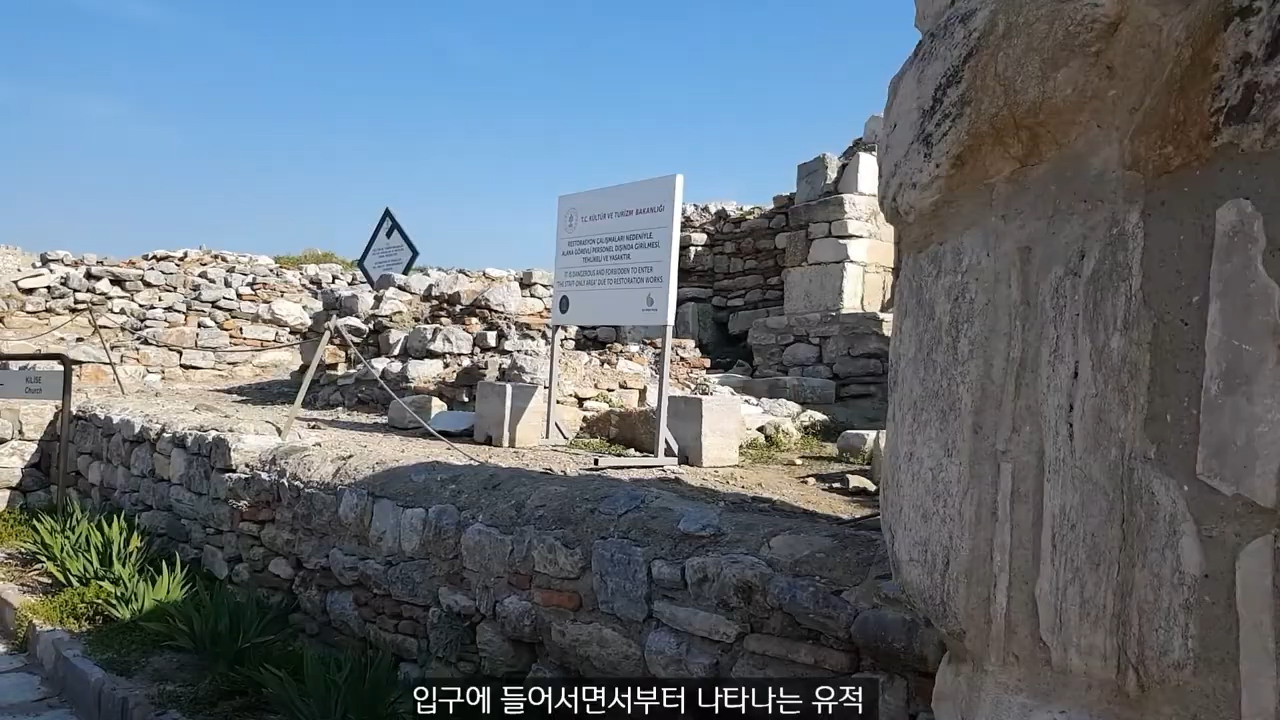 T.C. KÜLTÜR VE TURİZM BAKANLIĞI
RESTORASYON ÇALIŞMALARI NEDENİYLE,
ALANA GÖREVLİ PERSONEL DIŞINDA GİRİLMESİ,
TEHLİKELİ VE YASAKTIR.
IT IS DANGEROUS AND FORBIDDEN TO ENTER
"THE STAFF ONLY AREA" DUE TO RESTORATION WORKS.
KİLİSE
Church
입구에 들어서면서부터 나타나는 유적